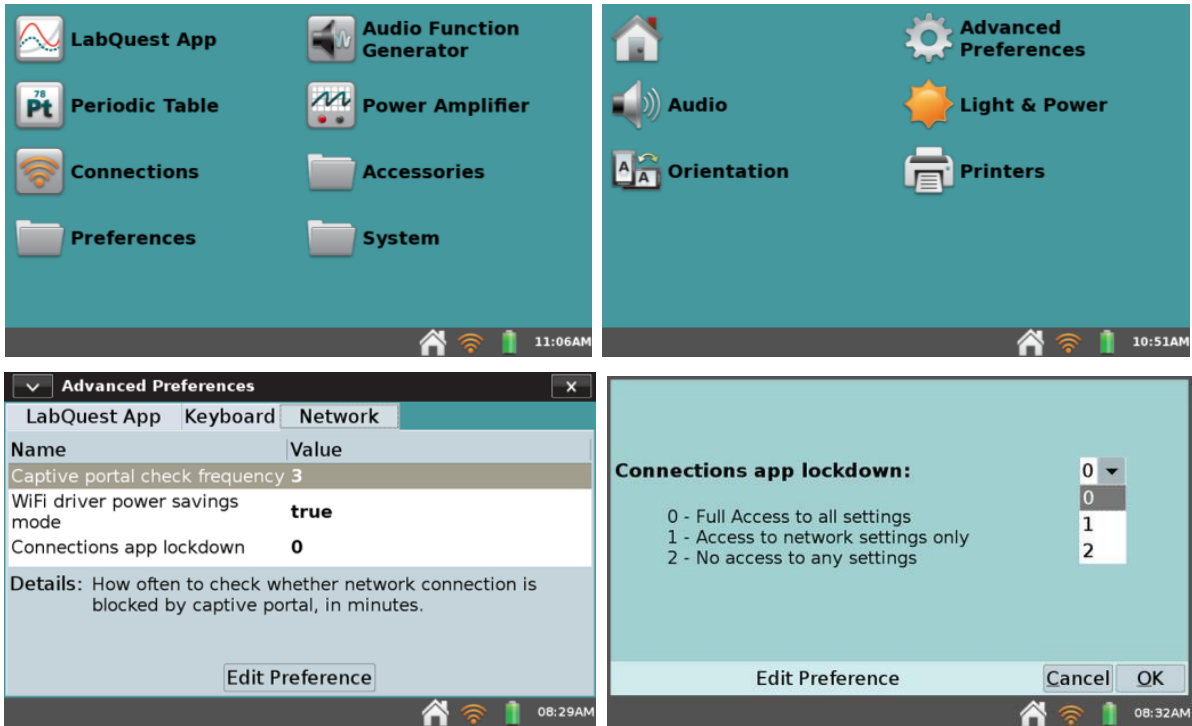 LabQuest App
Audio Function
Generator
78
Pt
Periodic Table
Power Amplifier
Connections
Accessories
Preferences
System
11:06AM
Advanced
Preferences
Audio
Light & Power
A
A
Orientation
Printers
10:51AM
Advanced Preferences
x
LabQuest App Keyboard Network
Name Value
Captive portal check frequency 3
WiFi driver power savings
mode
true
Connections app lockdown 0
Details: How often to check whether network connection is
blocked by captive portal, in minutes.
Edit Preference
08:29AM
Connections app lockdown: 0
0
1
2
0 - Full Access to all settings
1 - Access to network settings only
2 - No access to any settings
Edit Preference Cancel OK
08:32AM